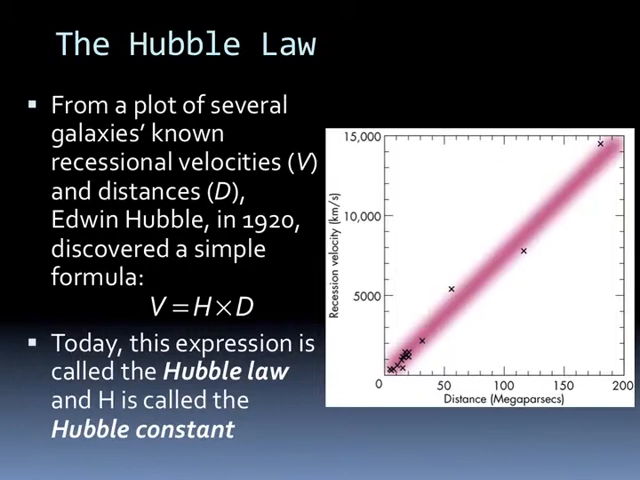 The Hubble Law
▪ From a plot of several
galaxies’ known
recessional velocities (V)
and distances (D),
Edwin Hubble, in 1920,
discovered a simple
formula:
V = H × D
▪ Today, this expression is
called the Hubble law
and H is called the
Hubble constant
15,000
10,000
5000
0
Recession velocity (km/s)
50 100 150 200
Distance (Megaparsecs)